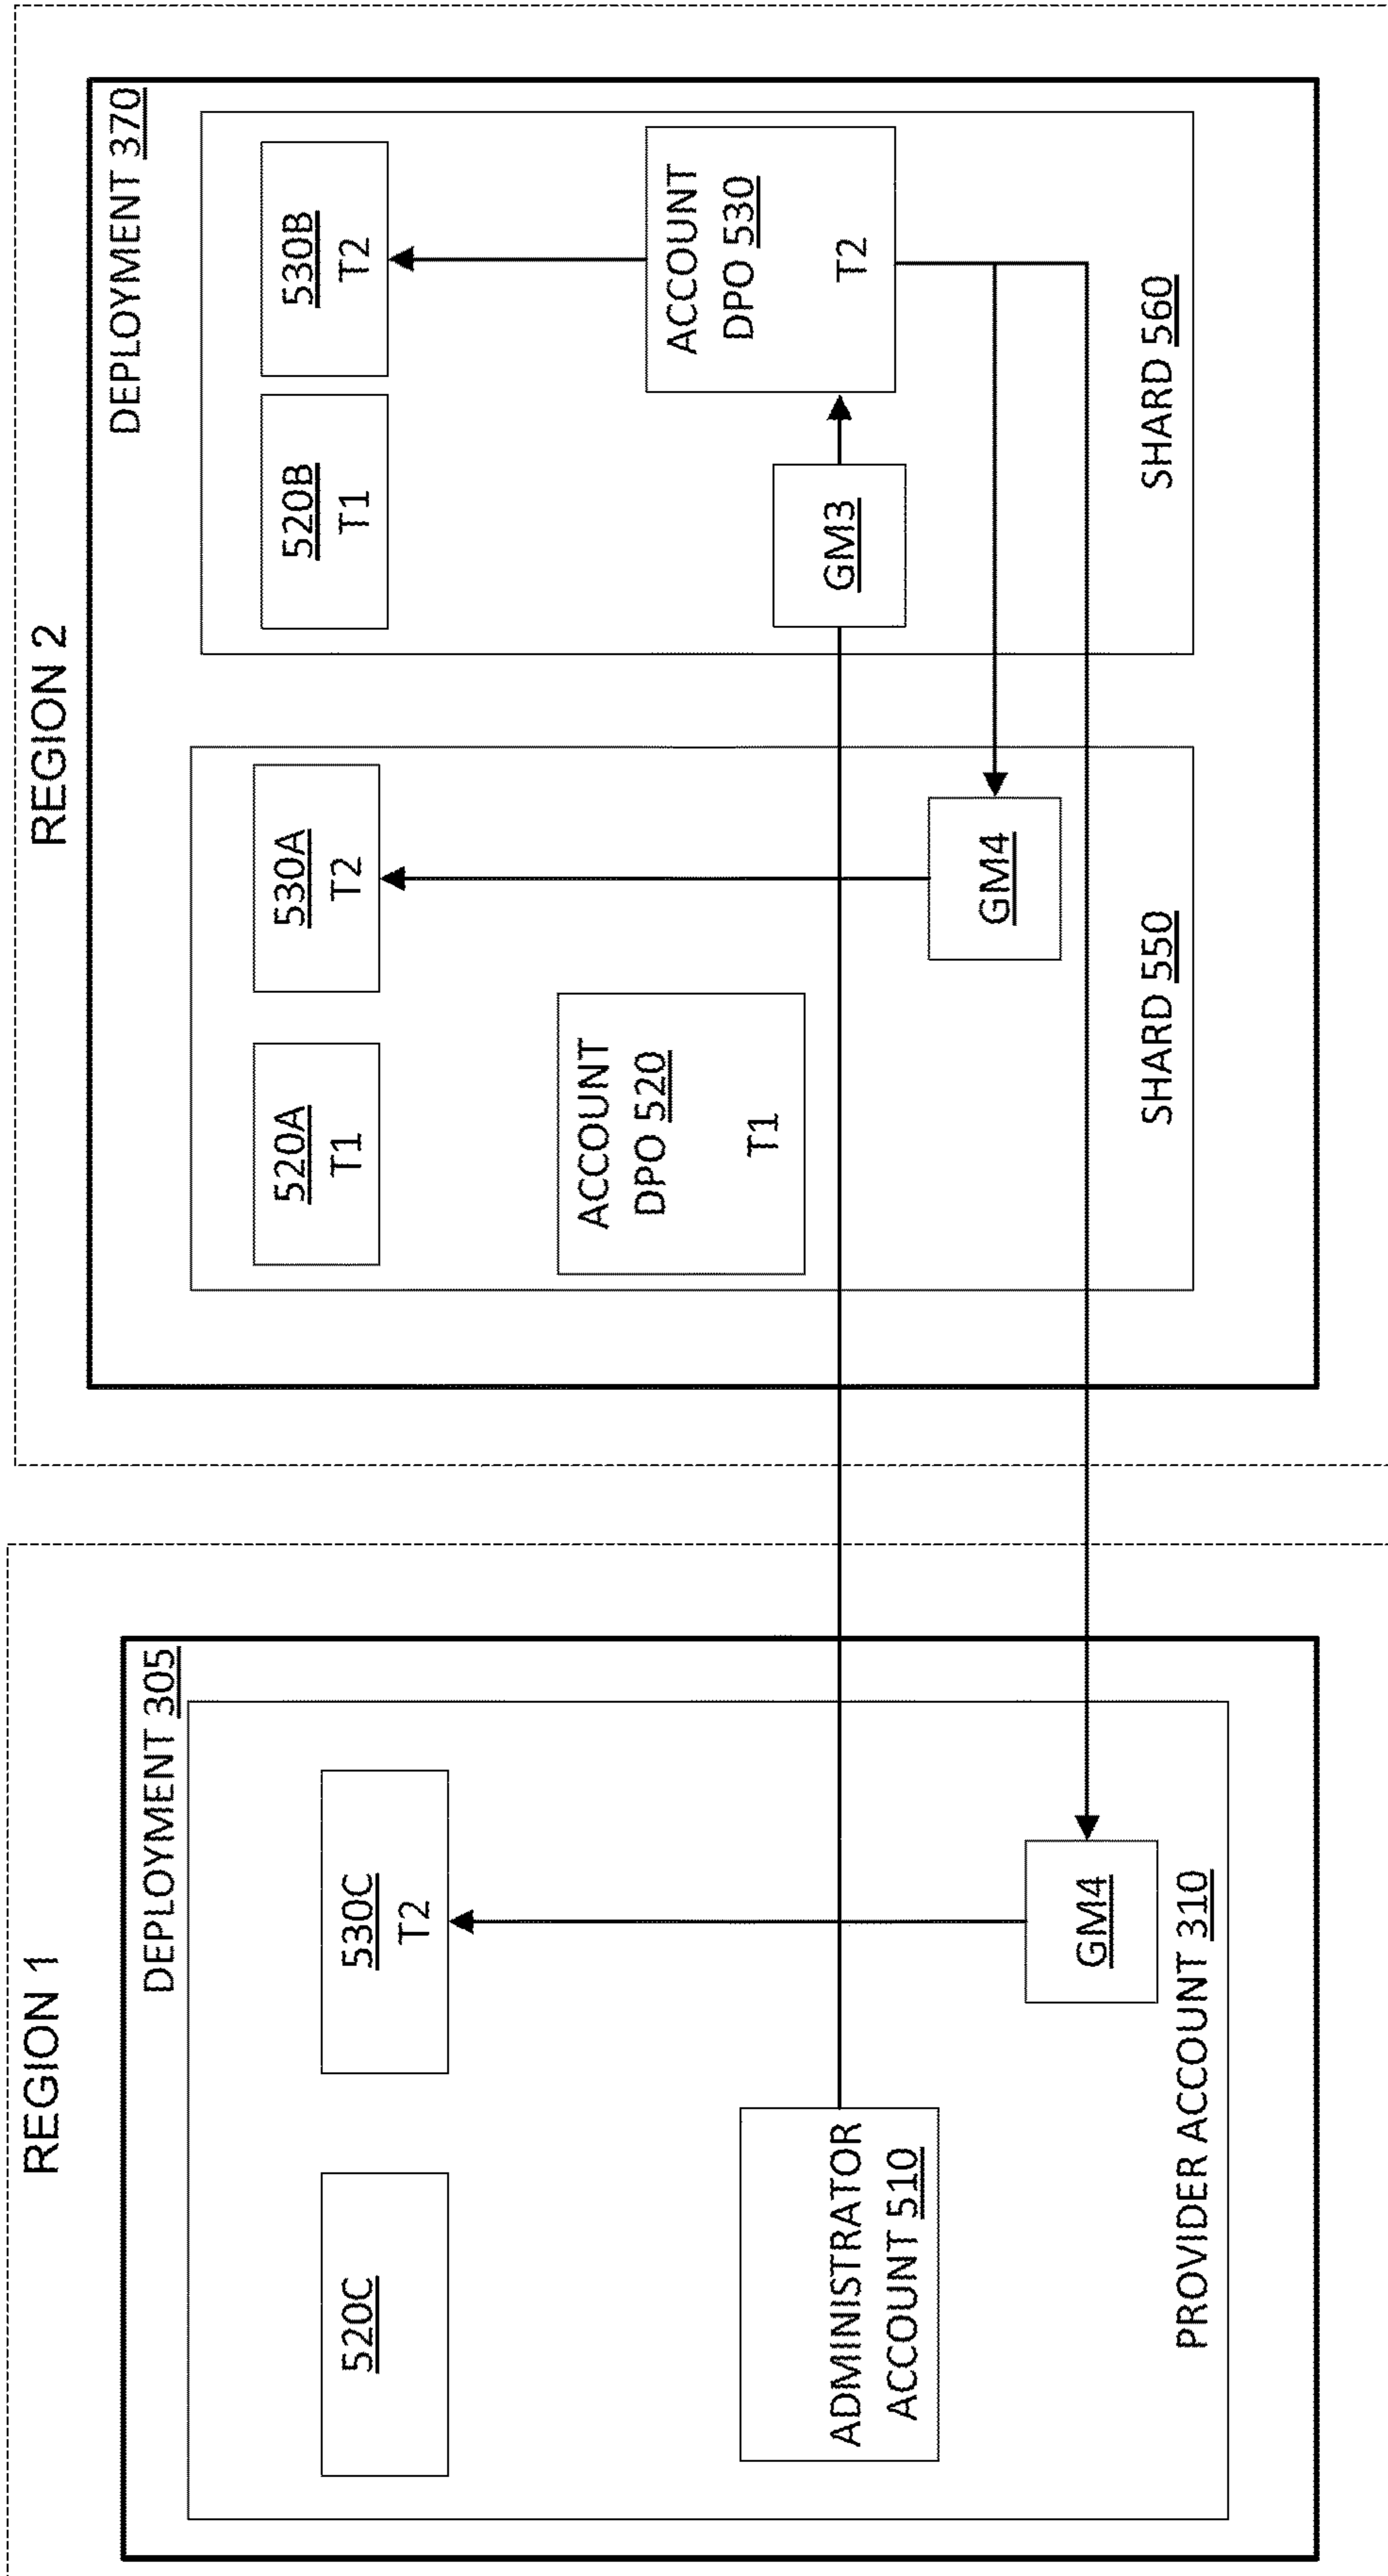 REGION 1
DEPLOYMENT 305
520C
530C
T2
ADMINISTRATOR
ACCOUNT 510
GM4
PROVIDER ACCOUNT 310
REGION 2
DEPLOYMENT 370
520A
T1
530A
T2
ACCOUNT
DPO 520
T1
GM4
SHARD 550
520B
T1
530B
T2
ACCOUNT
DPO 530
T2
GM3
SHARD 560